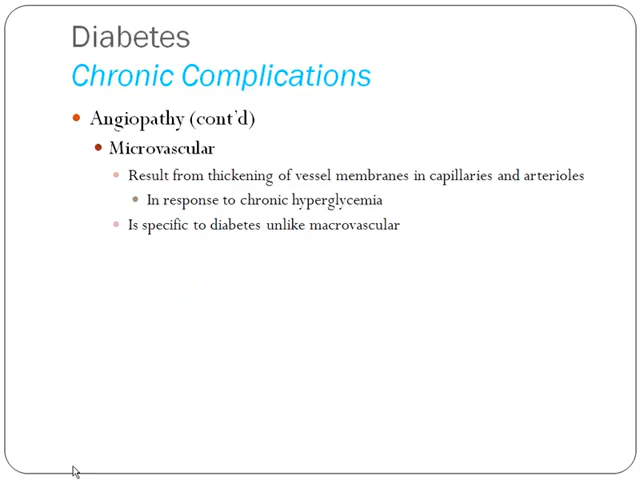 Diabetes
Chronic Complications
Angiopathy (cont'd)
Microvascular
Result from thickening of vessel membranes in capillaries and arterioles
In response to chronic hyperglycemia
Is specific to diabetes unlike macrovascular